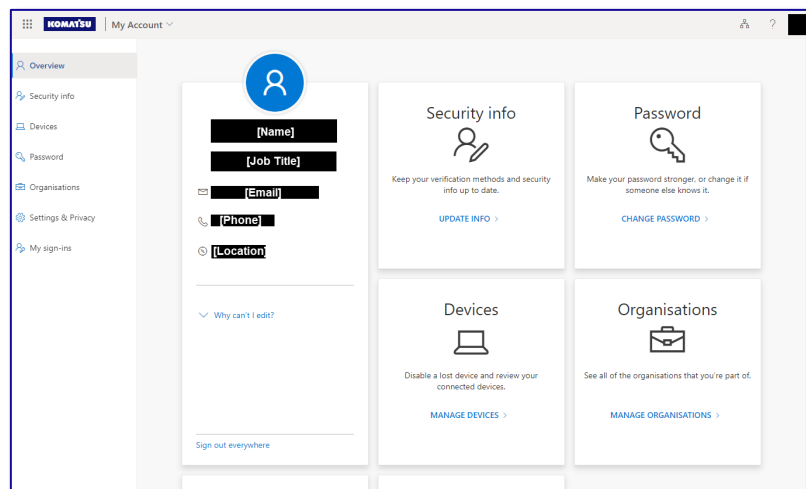 KOMATSU
My Account
?
Overview
Security info
Devices
Password
Organisations
Settings & Privacy
My sign-ins
[Name]
[Job Title]
[Email]
[Phone]
[Location]
Why can't I edit?
Sign out everywhere
Security info
Keep your verification methods and security
info up to date.
UPDATE INFO >
Password
Make your password stronger, or change it if
someone else knows it.
CHANGE PASSWORD >
Devices
Disable a lost device and review your
connected devices.
MANAGE DEVICES >
Organisations
See all of the organisations that you're part of.
MANAGE ORGANISATIONS >